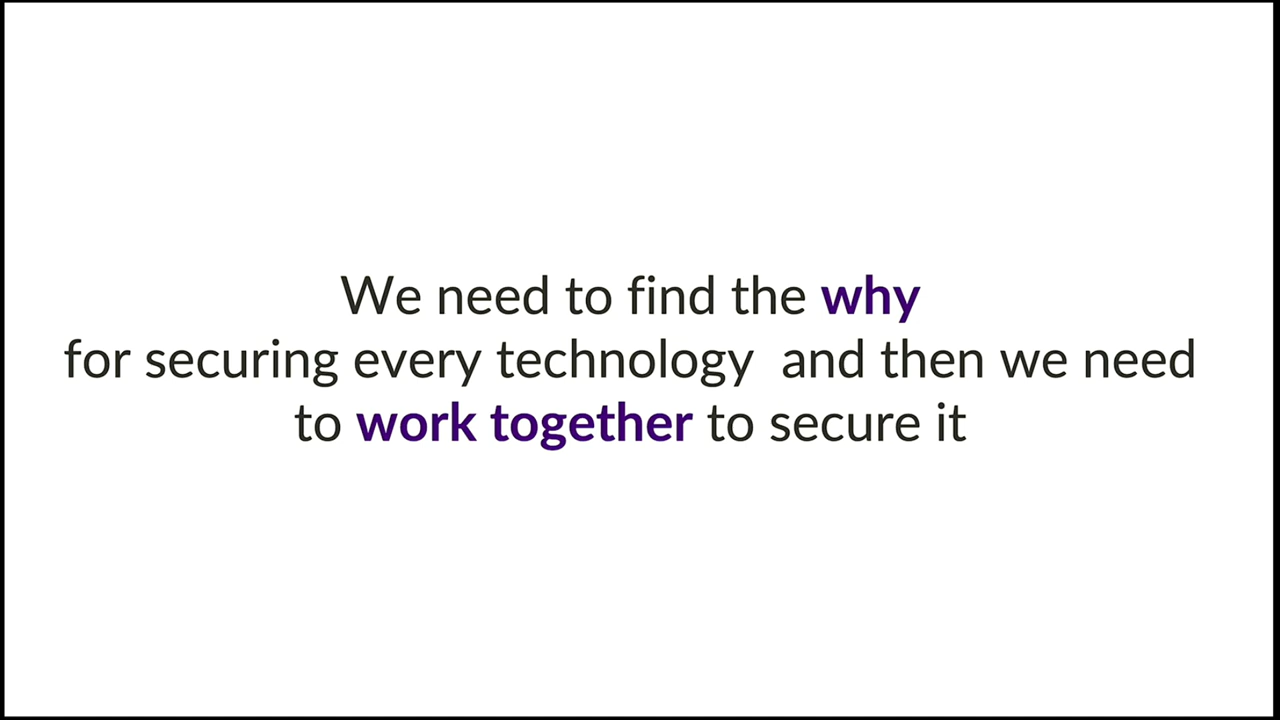 We need to find the why
for securing every technology  and then we need
to work together to secure it